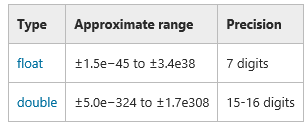 Type Approximate range Precision
float ±1.5e−45 to ±3.4e38 7 digits
double ±5.0e−324 to ±1.7e308 15-16 digits